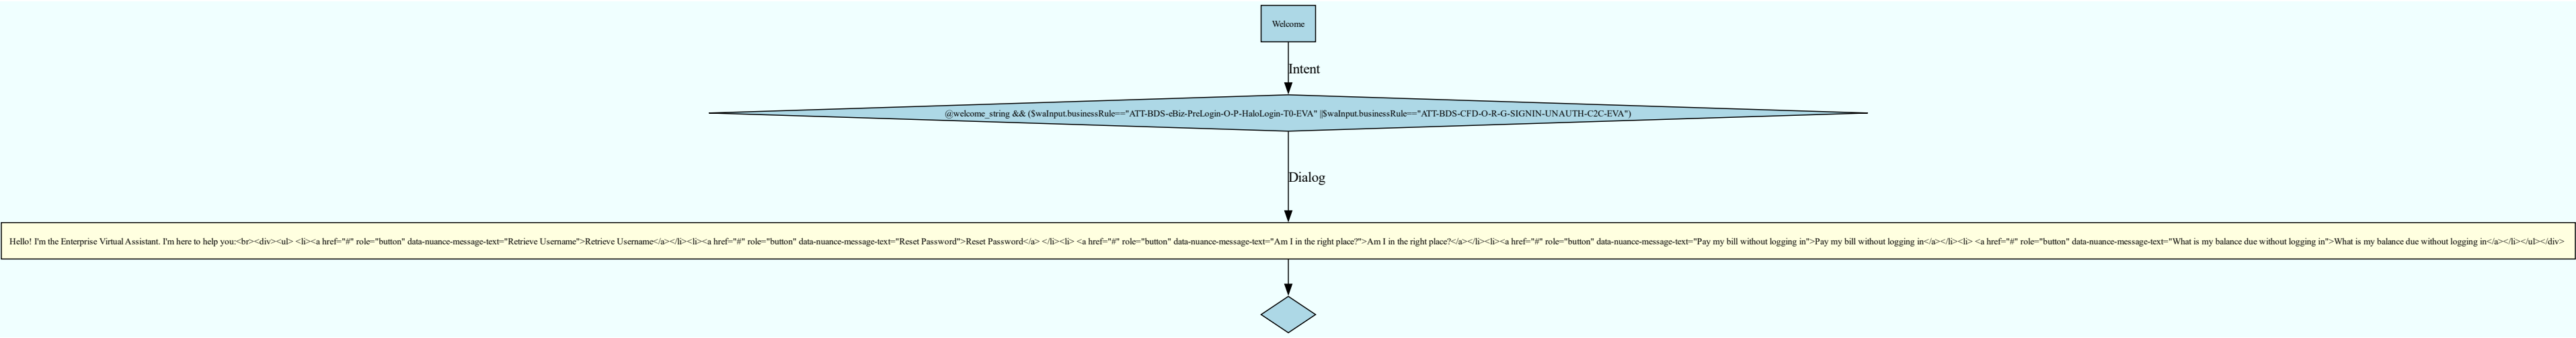 Welcome
Intent
@welcome_string && ($waInput.businessRule=="ATT-BDS-eBiz-PreLogin-O-P-HaloLogin-T0-EVA" ||$waInput.businessRule=="ATT-BDS-CFD-O-R-G-SIGNIN-UNAUTH-C2C-EVA")
Dialog
Hello! I'm the Enterprise Virtual Assistant. I'm here to help you:<br><div><ul> <li><a href="#" role="button" data-nuance-message-text="Retrieve Username">Retrieve Username</a></li><li><a href="#" role="button" data-nuance-message-text="Reset Password">Reset Password</a> </li><li> <a href="#" role="button" data-nuance-message-text="Am I in the right place?">Am I in the right place?</a></li><li><a href="#" role="button" data-nuance-message-text="Pay my bill without logging in">Pay my bill without logging in</a></li><li> <a href="#" role="button" data-nuance-message-text="What is my balance due without logging in">What is my balance due without logging in</a></li></ul></div>